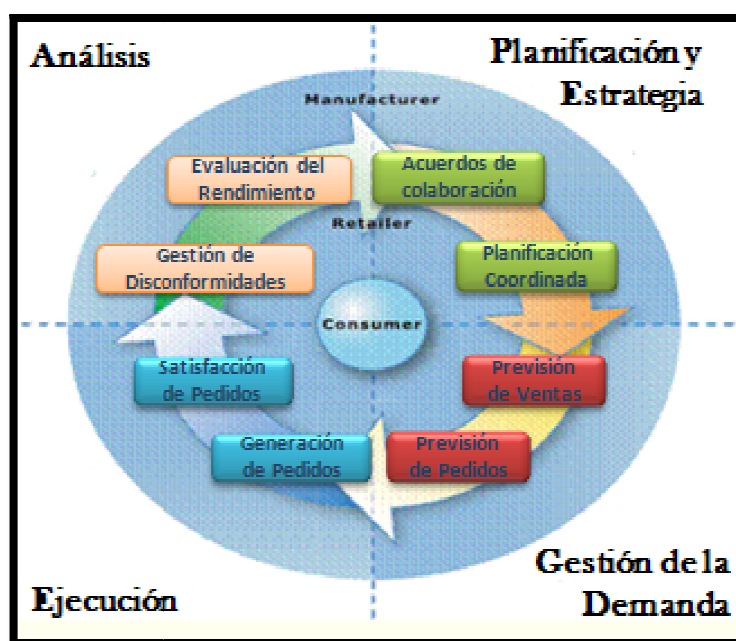 Análisis
Planificación y
Estrategia
Manufacturer
Evaluación del
Rendimiento
Acuerdos de
colaboración
Retailer
Gestión de
Disconformidades
Planificación
Coordinada
Consumer
Satisfacción
de Pedidos
Previsión
de Ventas
Generación
de Pedidos
Previsión
de Pedidos
Ejecución
Gestión de la
Demanda